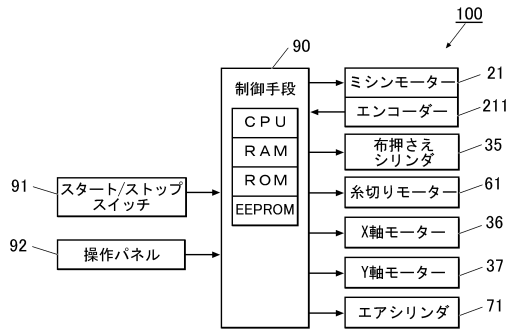 100
90
制御手段
CPU
RAM
ROM
EEPROM
91
スタート/ストップ
スイッチ
92
操作パネル
ミシンモーター
21
エンコーダー
211
布押さえ
シリンダ
35
糸切りモーター
61
X軸モーター
36
Y軸モーター
37
エアシリンダ
71